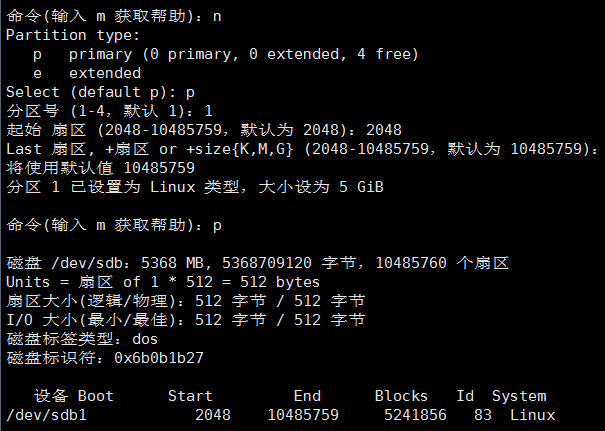 命令(输入 m 获取帮助)：n
Partition type:
   p   primary (0 primary, 0 extended, 4 free)
   e   extended
Select (default p): p
分区号 (1-4，默认 1)：1
起始 扇区 (2048-10485759，默认为 2048)：2048
Last 扇区, +扇区 or +size{K,M,G} (2048-10485759，默认为 10485759)：
将使用默认值 10485759
分区 1 已设置为 Linux 类型，大小设为 5 GiB
命令(输入 m 获取帮助)：p
磁盘 /dev/sdb：5368 MB, 5368709120 字节，10485760 个扇区
Units = 扇区 of 1 * 512 = 512 bytes
扇区大小(逻辑/物理)：512 字节 / 512 字节
I/O 大小(最小/最佳)：512 字节 / 512 字节
磁盘标签类型：dos
磁盘标识符：0x6b0b1b27
   设备 Boot      Start         End      Blocks   Id  System
/dev/sdb1            2048    10485759     5241856   83  Linux